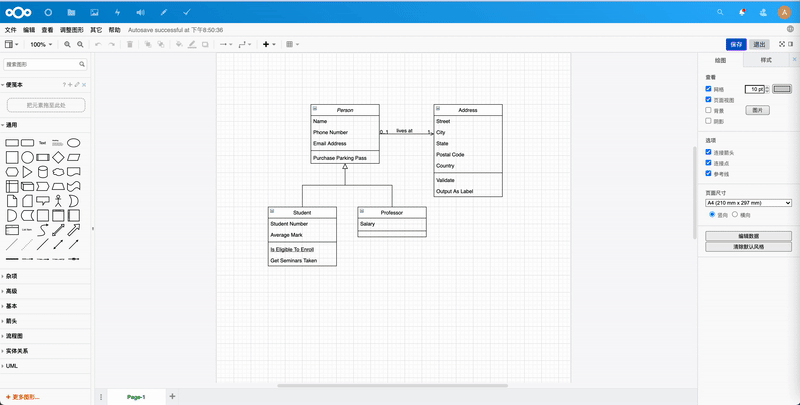 A
文件 编辑 查看 调整图形 其它 帮助 Autosave successful at 下午8:50:36
100%
保存 退出
搜索图形
便笺本
把元素拖至此处
通用
Text
杂项
高级
基本
箭头
流程图
实体关系
UML
+ 更多图形...
Person
Name
Phone Number
Email Address
Purchase Parking Pass
0..1 lives at 1
Address
Street
City
State
Postal Code
Country
Validate
Output As Label
Student
Student Number
Average Mark
Is Eligible To Enroll
Get Seminars Taken
Professor
Salary
Page-1
绘图 样式
查看
网格 10 pt
页面视图
背景 图片
阴影
选项
连接箭头
连接点
参考线
页面尺寸
A4 (210 mm x 297 mm)
竖向 横向
编辑数据
清除默认风格